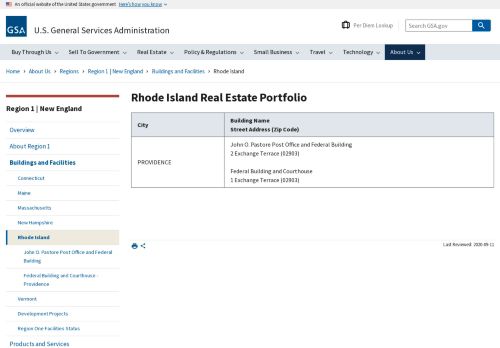 An official website of the United States government Here's how you know
GSA
U.S. General Services Administration
Per Diem Lookup
Search GSA.gov
Buy Through Us
Sell To Government
Real Estate
Policy & Regulations
Small Business
Travel
Technology
About Us
Home › About Us › Regions › Region 1 | New England › Buildings and Facilities › Rhode Island
Region 1 | New England
Overview
About Region 1
Buildings and Facilities
Connecticut
Maine
Massachusetts
New Hampshire
Rhode Island
John O. Pastore Post Office and Federal
Building
Federal Building and Courthouse -
Providence
Vermont
Development Projects
Region One Facilities Status
Products and Services
Rhode Island Real Estate Portfolio
City
Building Name
Street Address (Zip Code)
PROVIDENCE
John O. Pastore Post Office and Federal Building
2 Exchange Terrace (02903)
Federal Building and Courthouse
1 Exchange Terrace (02903)
Last Reviewed: 2020-09-11